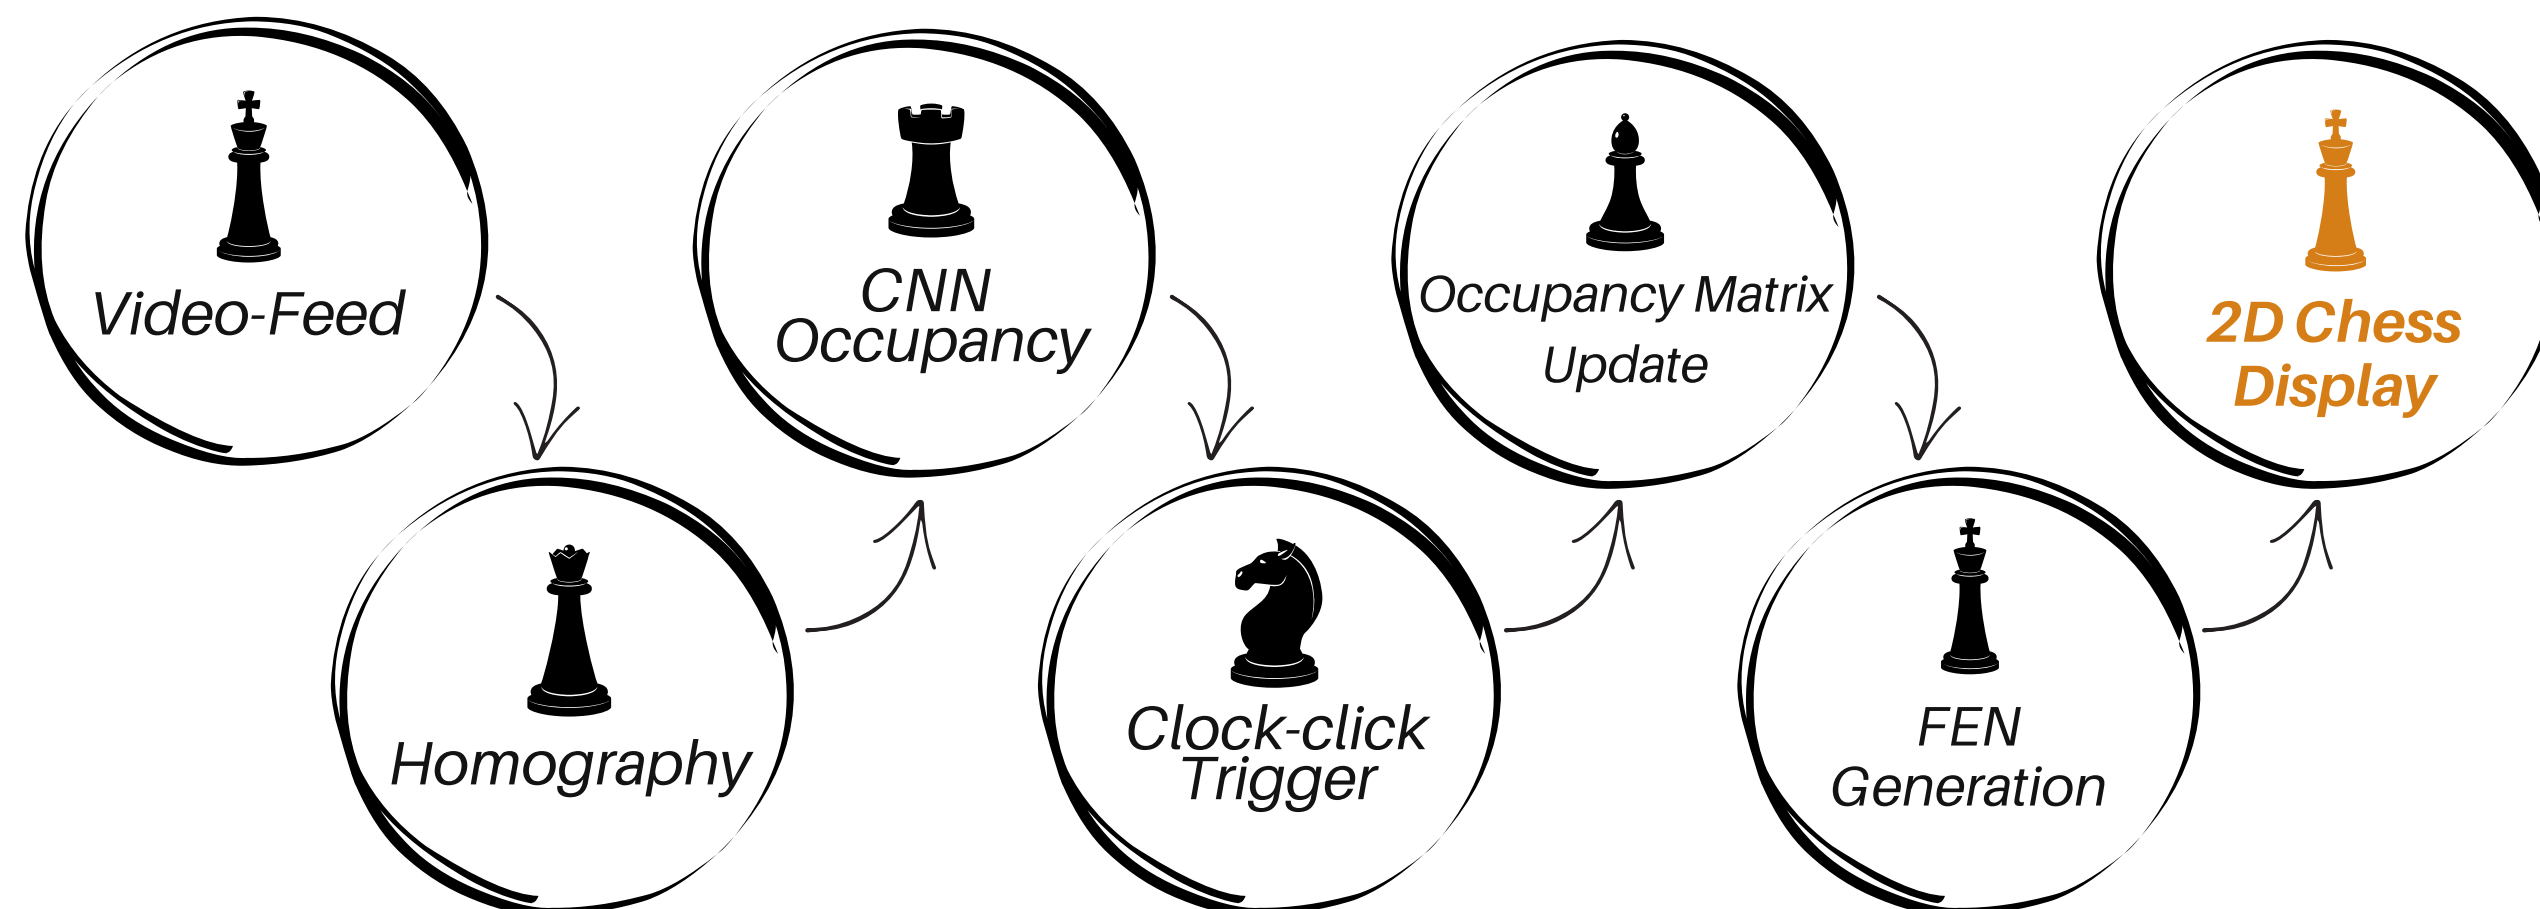 Video-Feed
Homography
CNN
Occupancy
Clock-click
Trigger
Occupancy Matrix
Update
FEN
Generation
2D Chess
Display